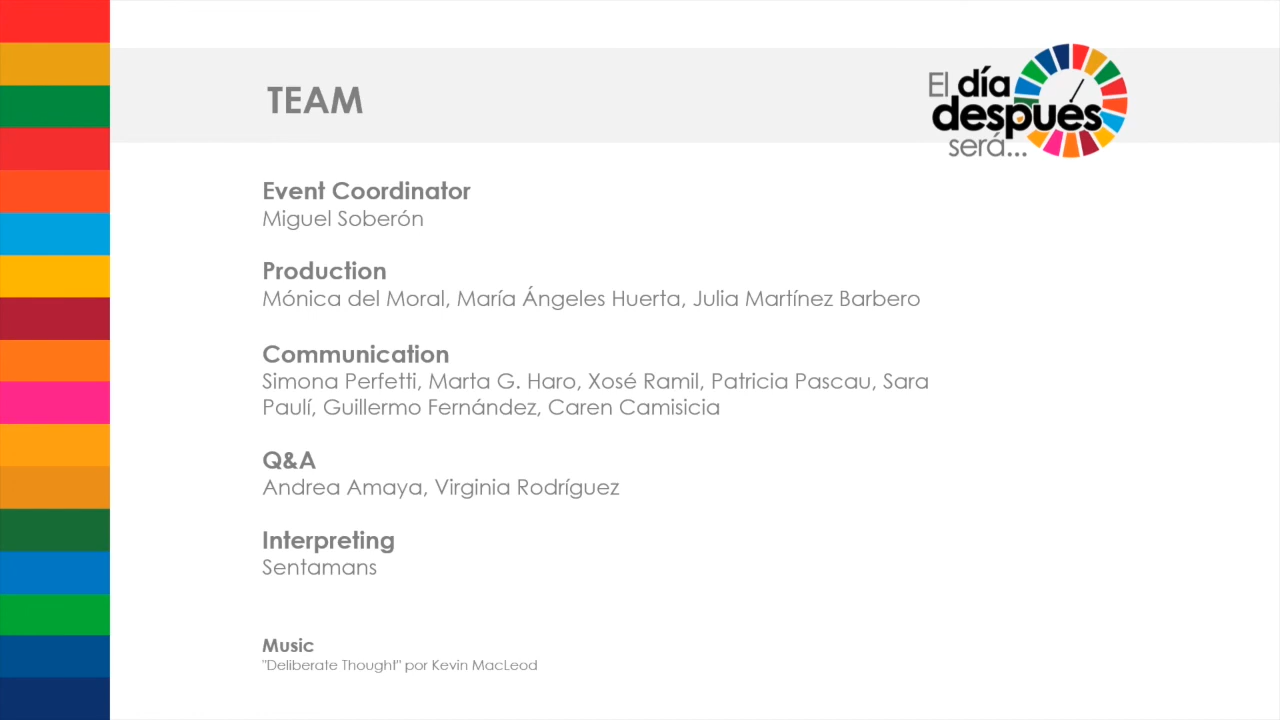 TEAM
El día
después
será...
Event Coordinator
Miguel Soberón
Production
Mónica del Moral, María Ángeles Huerta, Julia Martínez Barbero
Communication
Simona Perfetti, Marta G. Haro, Xosé Ramil, Patricia Pascau, Sara
Paulí, Guillermo Fernández, Caren Camisicia
Q&A
Andrea Amaya, Virginia Rodríguez
Interpreting
Sentamans
Music
"Deliberate Thought" por Kevin MacLeod